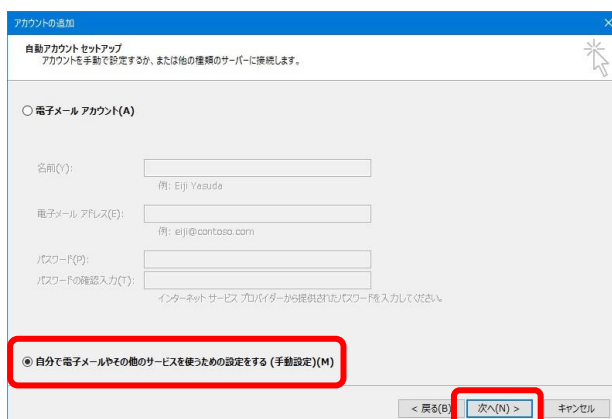 アカウントの追加
自動アカウント セットアップ
アカウントを手動で設定するか、または他の種類のサーバーに接続します。
電子メール アカウント(A)
名前(Y):
例: Eiji Yasuda
電子メール アドレス(E):
例: eiji@contoso.com
パスワード(P):
パスワードの確認入力(T):
インターネット サービス プロバイダーから提供されたパスワードを入力してください。
自分で電子メールやその他のサービスを使うための設定をする (手動設定)(M)
< 戻る(B) 次へ(N) > キャンセル